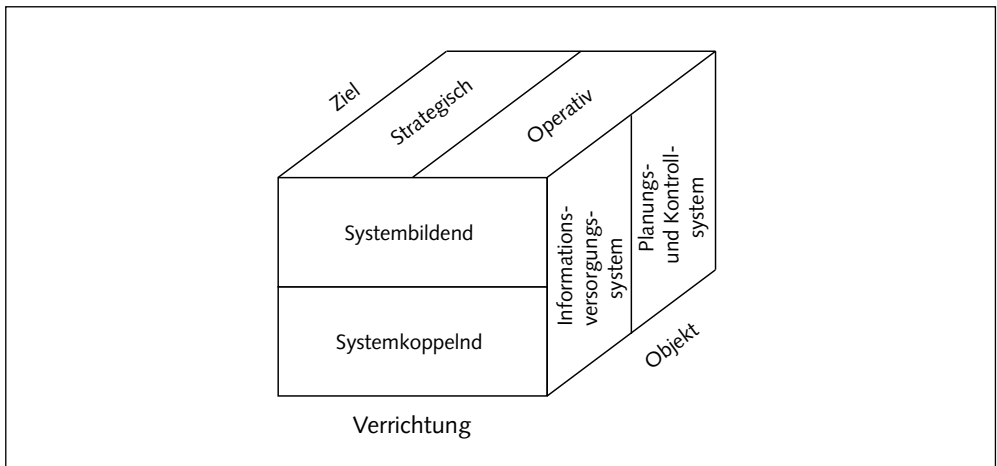 Ziel
Strategisch
Operativ
Systembildend
Systemkoppelnd
Informations-
versorgungs-
system
Planungs-
und Kontroll-
system
Objekt
Verrichtung